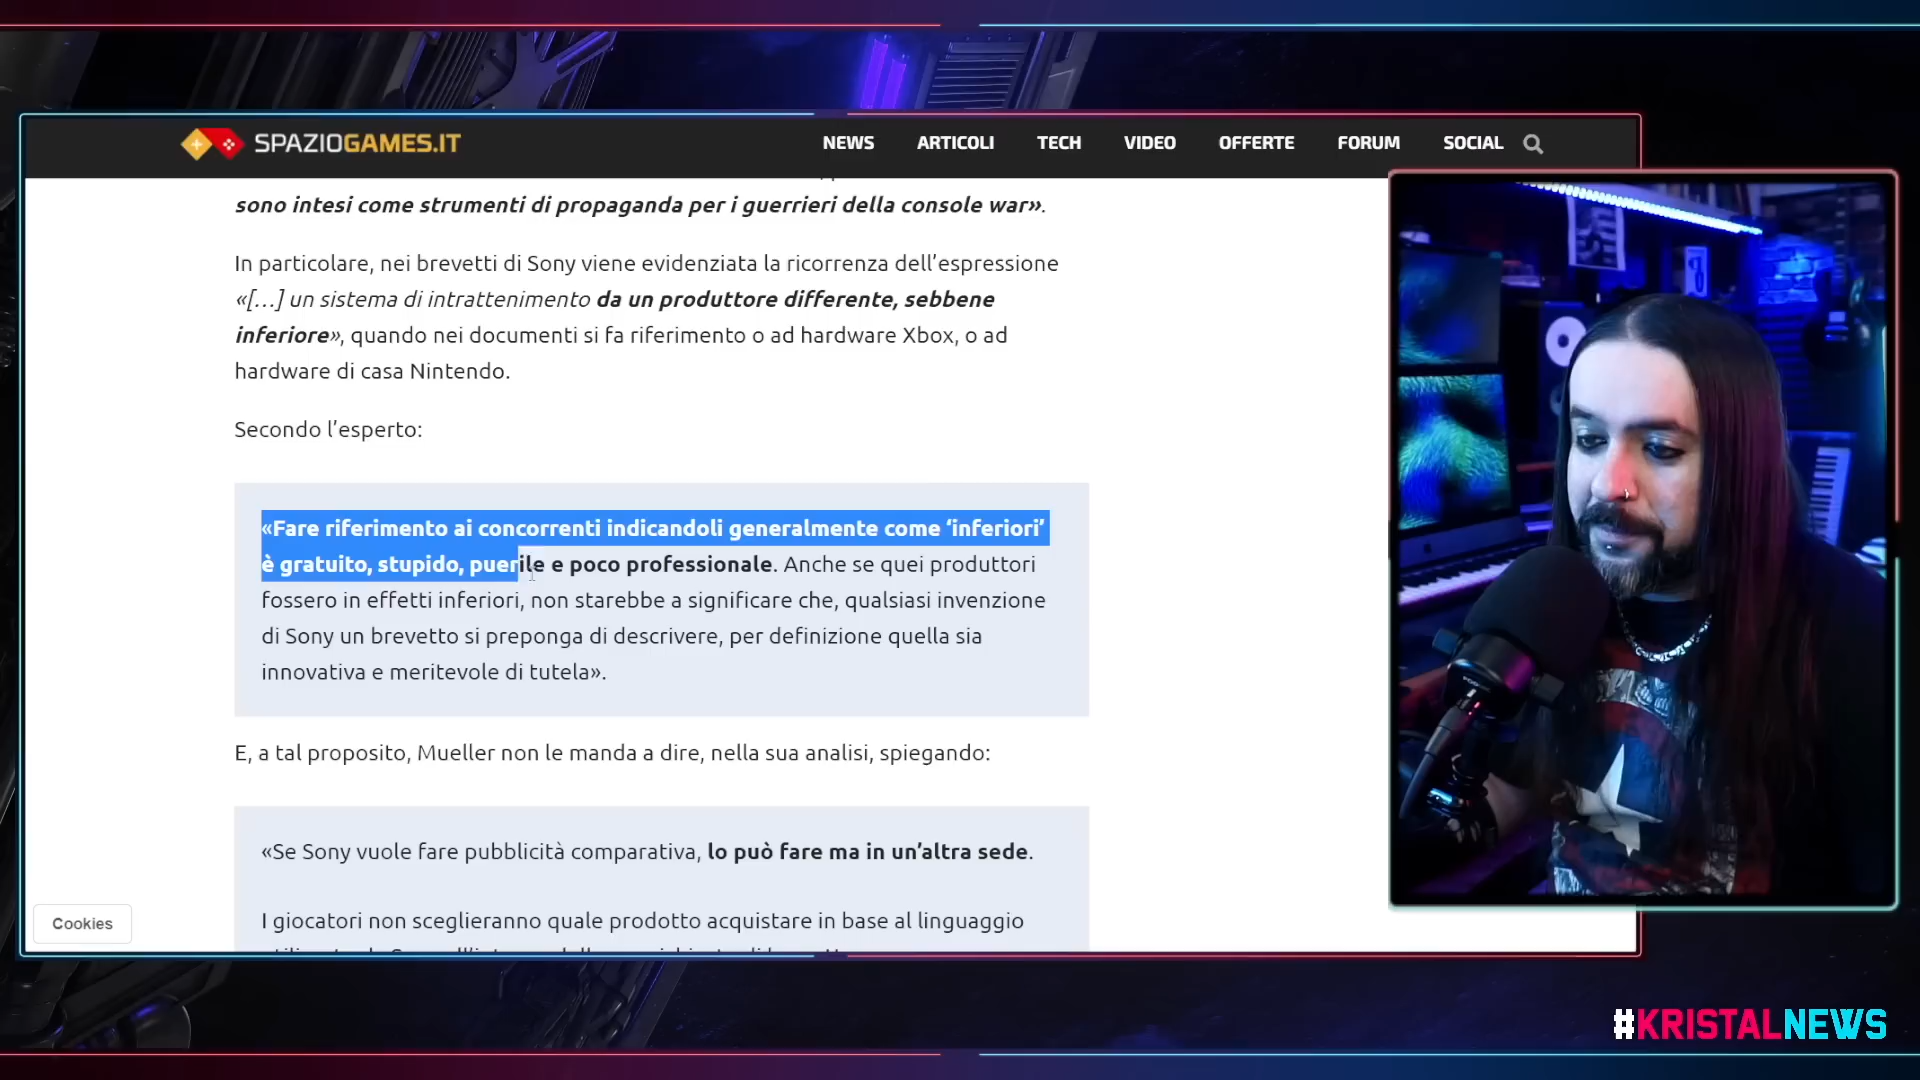 SPAZIOGAMES.IT
NEWS
ARTICOLI
TECH
VIDEO
OFFERTE
FORUM
SOCIAL
sono intesi come strumenti di propaganda per i guerrieri della console war».
In particolare, nei brevetti di Sony viene evidenziata la ricorrenza dell’espressione
«[…] un sistema di intrattenimento da un produttore differente, sebbene
inferiore», quando nei documenti si fa riferimento o ad hardware Xbox, o ad
hardware di casa Nintendo.
Secondo l’esperto:
«Fare riferimento ai concorrenti indicandoli generalmente come ‘inferiori’
è gratuito, stupido, puerile e poco professionale. Anche se quei produttori
fossero in effetti inferiori, non starebbe a significare che, qualsiasi invenzione
di Sony un brevetto si preponga di descrivere, per definizione quella sia
innovativa e meritevole di tutela».
E, a tal proposito, Mueller non le manda a dire, nella sua analisi, spiegando:
«Se Sony vuole fare pubblicità comparativa, lo può fare ma in un’altra sede.
I giocatori non sceglieranno quale prodotto acquistare in base al linguaggio
Cookies
#KRISTALNEWS